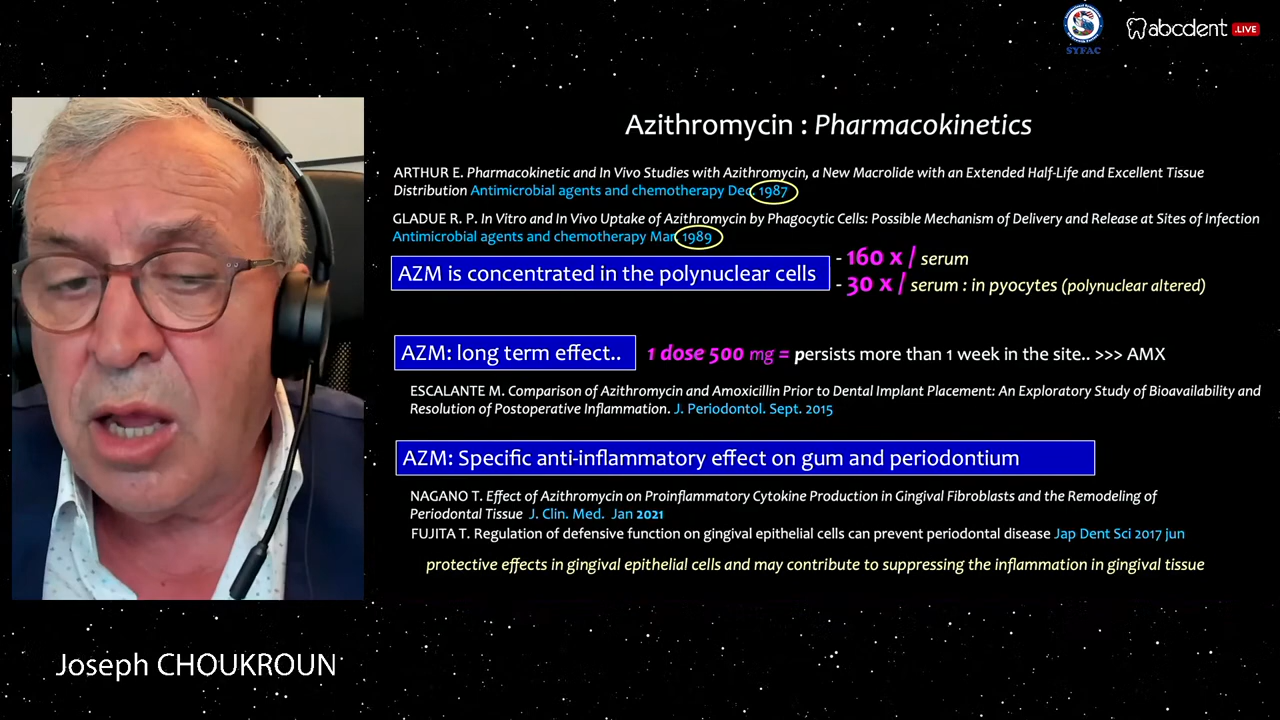 SYFAC
abcdent .LIVE
Azithromycin : Pharmacokinetics
ARTHUR E. Pharmacokinetic and In Vivo Studies with Azithromycin, a New Macrolide with an Extended Half-Life and Excellent Tissue
Distribution Antimicrobial agents and chemotherapy Dec 1987
GLADUE R. P. In Vitro and In Vivo Uptake of Azithromycin by Phagocytic Cells: Possible Mechanism of Delivery and Release at Sites of Infection
Antimicrobial agents and chemotherapy Mar 1989
AZM is concentrated in the polynuclear cells
- 160 x / serum
- 30 x / serum : in pyocytes (polynuclear altered)
AZM: long term effect..
1 dose 500 mg = persists more than 1 week in the site.. >>> AMX
ESCALANTE M. Comparison of Azithromycin and Amoxicillin Prior to Dental Implant Placement: An Exploratory Study of Bioavailability and
Resolution of Postoperative Inflammation. J. Periodontol. Sept. 2015
AZM: Specific anti-inflammatory effect on gum and periodontium
NAGANO T. Effect of Azithromycin on Proinflammatory Cytokine Production in Gingival Fibroblasts and the Remodeling of
Periodontal Tissue J. Clin. Med. Jan 2021
FUJITA T. Regulation of defensive function on gingival epithelial cells can prevent periodontal disease Jap Dent Sci 2017 jun
protective effects in gingival epithelial cells and may contribute to suppressing the inflammation in gingival tissue
Joseph CHOUKROUN